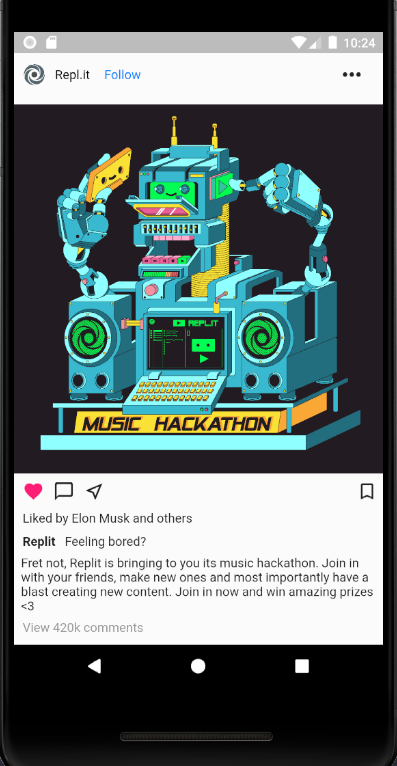 10:24
Repl.it Follow
REPLIT
MUSIC HACKATHON
Liked by Elon Musk and others
Replit Feeling bored?
Fret not, Replit is bringing to you its music hackathon. Join in
with your friends, make new ones and most importantly have a
blast creating new content. Join in now and win amazing prizes
<3
View 420k comments